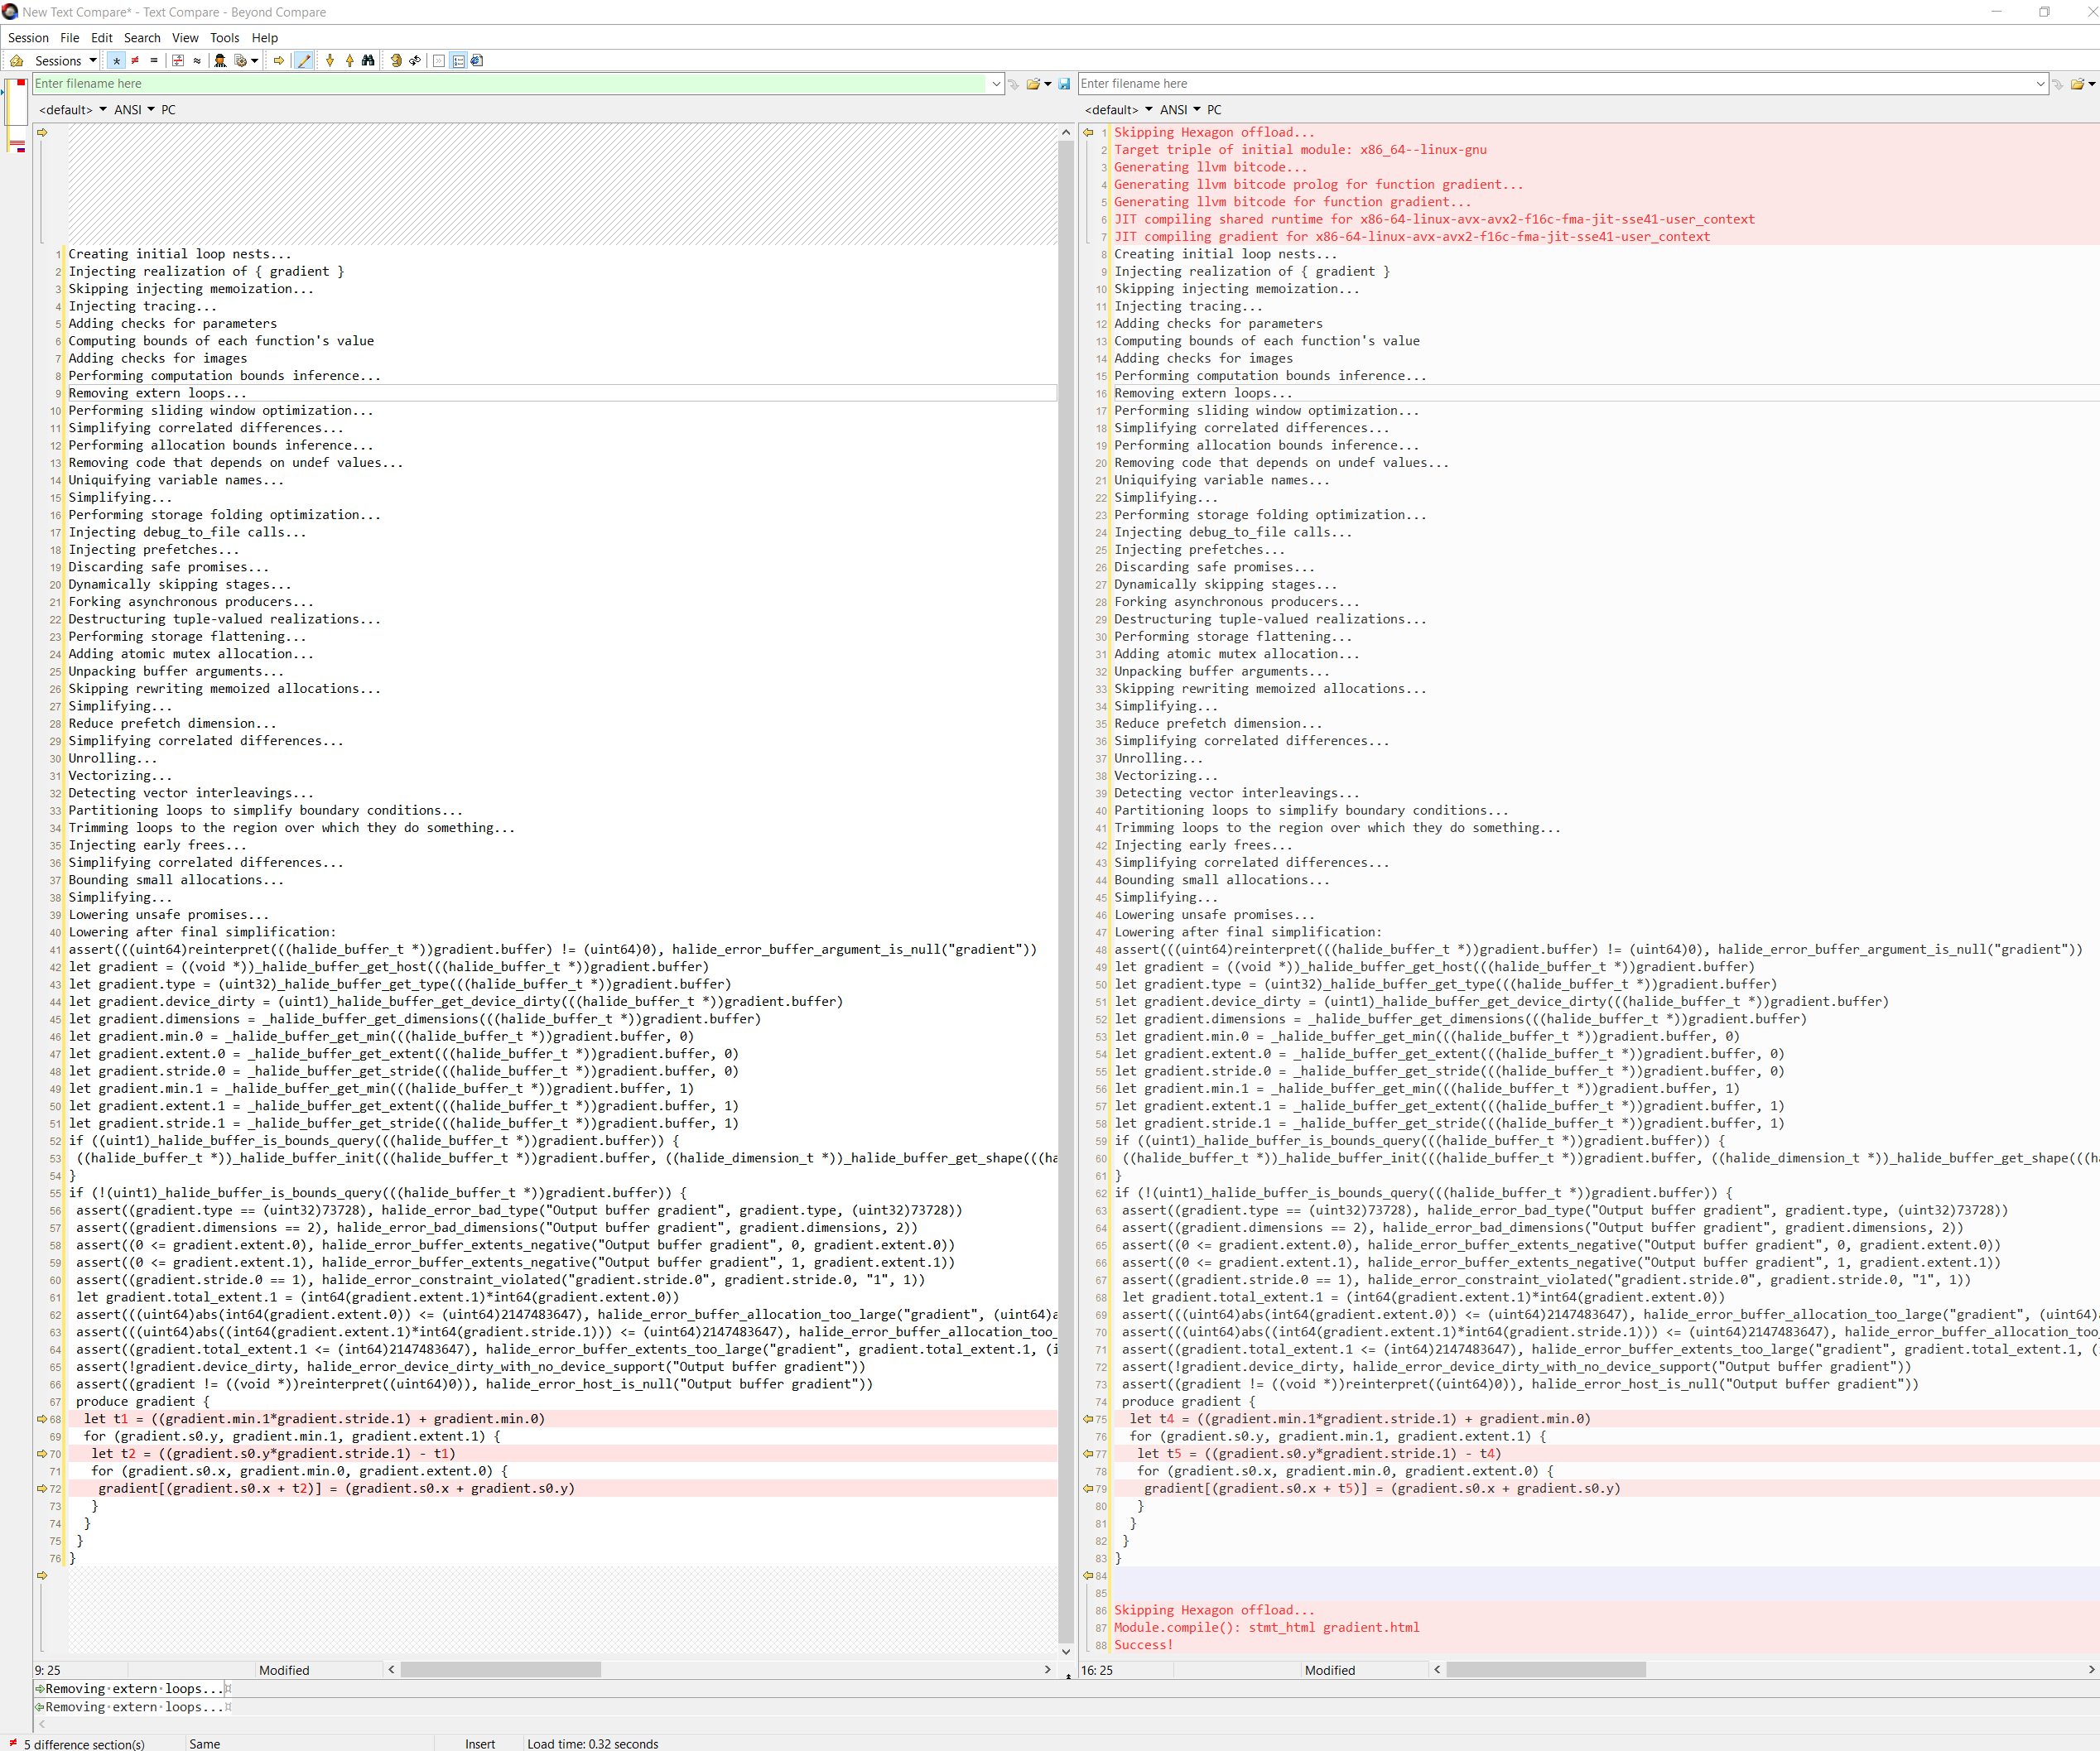 New Text Compare* - Text Compare - Beyond Compare
Session File Edit Search View Tools Help
Sessions
Enter filename here
<default> ANSI PC
1 Creating initial loop nests...
2 Injecting realization of { gradient }
3 Skipping injecting memoization...
4 Injecting tracing...
5 Adding checks for parameters
6 Computing bounds of each function's value
7 Adding checks for images
8 Performing computation bounds inference...
9 Removing extern loops...
10 Performing sliding window optimization...
11 Simplifying correlated differences...
12 Performing allocation bounds inference...
13 Removing code that depends on undef values...
14 Uniquifying variable names...
15 Simplifying...
16 Performing storage folding optimization...
17 Injecting debug_to_file calls...
18 Injecting prefetches...
19 Discarding safe promises...
20 Dynamically skipping stages...
21 Forking asynchronous producers...
22 Destructuring tuple-valued realizations...
23 Performing storage flattening...
24 Adding atomic mutex allocation...
25 Unpacking buffer arguments...
26 Skipping rewriting memoized allocations...
27 Simplifying...
28 Reduce prefetch dimension...
29 Simplifying correlated differences...
30 Unrolling...
31 Vectorizing...
32 Detecting vector interleavings...
33 Partitioning loops to simplify boundary conditions...
34 Trimming loops to the region over which they do something...
35 Injecting early frees...
36 Simplifying correlated differences...
37 Bounding small allocations...
38 Simplifying...
39 Lowering unsafe promises...
40 Lowering after final simplification:
41 assert(((uint64)reinterpret(((halide_buffer_t *))gradient.buffer) != (uint64)0), halide_error_buffer_argument_is_null("gradient"))
42 let gradient = ((void *))_halide_buffer_get_host(((halide_buffer_t *))gradient.buffer)
43 let gradient.type = (uint32)_halide_buffer_get_type(((halide_buffer_t *))gradient.buffer)
44 let gradient.device_dirty = (uint1)_halide_buffer_get_device_dirty(((halide_buffer_t *))gradient.buffer)
45 let gradient.dimensions = _halide_buffer_get_dimensions(((halide_buffer_t *))gradient.buffer)
46 let gradient.min.0 = _halide_buffer_get_min(((halide_buffer_t *))gradient.buffer, 0)
47 let gradient.extent.0 = _halide_buffer_get_extent(((halide_buffer_t *))gradient.buffer, 0)
48 let gradient.stride.0 = _halide_buffer_get_stride(((halide_buffer_t *))gradient.buffer, 0)
49 let gradient.min.1 = _halide_buffer_get_min(((halide_buffer_t *))gradient.buffer, 1)
50 let gradient.extent.1 = _halide_buffer_get_extent(((halide_buffer_t *))gradient.buffer, 1)
51 let gradient.stride.1 = _halide_buffer_get_stride(((halide_buffer_t *))gradient.buffer, 1)
52 if ((uint1)_halide_buffer_is_bounds_query(((halide_buffer_t *))gradient.buffer)) {
53 ((halide_buffer_t *))_halide_buffer_init(((halide_buffer_t *))gradient.buffer, ((halide_dimension_t *))_halide_buffer_get_shape(((ha
54 }
55 if (!(uint1)_halide_buffer_is_bounds_query(((halide_buffer_t *))gradient.buffer)) {
56 assert((gradient.type == (uint32)73728), halide_error_bad_type("Output buffer gradient", gradient.type, (uint32)73728))
57 assert((gradient.dimensions == 2), halide_error_bad_dimensions("Output buffer gradient", gradient.dimensions, 2))
58 assert((0 <= gradient.extent.0), halide_error_buffer_extents_negative("Output buffer gradient", 0, gradient.extent.0))
59 assert((0 <= gradient.extent.1), halide_error_buffer_extents_negative("Output buffer gradient", 1, gradient.extent.1))
60 assert((gradient.stride.0 == 1), halide_error_constraint_violated("gradient.stride.0", gradient.stride.0, "1", 1))
61 let gradient.total_extent.1 = (int64(gradient.extent.1)*int64(gradient.extent.0))
62 assert(((uint64)abs(int64(gradient.extent.0)) <= (uint64)2147483647), halide_error_buffer_allocation_too_large("gradient", (uint64)a
63 assert(((uint64)abs((int64(gradient.extent.1)*int64(gradient.stride.1))) <= (uint64)2147483647), halide_error_buffer_allocation_too_
64 assert((gradient.total_extent.1 <= (int64)2147483647), halide_error_buffer_extents_too_large("gradient", gradient.total_extent.1, (i
65 assert(!gradient.device_dirty, halide_error_device_dirty_with_no_device_support("Output buffer gradient"))
66 assert((gradient != ((void *))reinterpret((uint64)0)), halide_error_host_is_null("Output buffer gradient"))
67 produce gradient {
68 let t1 = ((gradient.min.1*gradient.stride.1) + gradient.min.0)
69 for (gradient.s0.y, gradient.min.1, gradient.extent.1) {
70 let t2 = ((gradient.s0.y*gradient.stride.1) - t1)
71 for (gradient.s0.x, gradient.min.0, gradient.extent.0) {
72 gradient[(gradient.s0.x + t2)] = (gradient.s0.x + gradient.s0.y)
73 }
74 }
75 }
76 }
9: 25 Modified
Enter filename here
<default> ANSI PC
1 Skipping Hexagon offload...
2 Target triple of initial module: x86_64--linux-gnu
3 Generating llvm bitcode...
4 Generating llvm bitcode prolog for function gradient...
5 Generating llvm bitcode for function gradient...
6 JIT compiling shared runtime for x86-64-linux-avx-avx2-f16c-fma-jit-sse41-user_context
7 JIT compiling gradient for x86-64-linux-avx-avx2-f16c-fma-jit-sse41-user_context
8 Creating initial loop nests...
9 Injecting realization of { gradient }
10 Skipping injecting memoization...
11 Injecting tracing...
12 Adding checks for parameters
13 Computing bounds of each function's value
14 Adding checks for images
15 Performing computation bounds inference...
16 Removing extern loops...
17 Performing sliding window optimization...
18 Simplifying correlated differences...
19 Performing allocation bounds inference...
20 Removing code that depends on undef values...
21 Uniquifying variable names...
22 Simplifying...
23 Performing storage folding optimization...
24 Injecting debug_to_file calls...
25 Injecting prefetches...
26 Discarding safe promises...
27 Dynamically skipping stages...
28 Forking asynchronous producers...
29 Destructuring tuple-valued realizations...
30 Performing storage flattening...
31 Adding atomic mutex allocation...
32 Unpacking buffer arguments...
33 Skipping rewriting memoized allocations...
34 Simplifying...
35 Reduce prefetch dimension...
36 Simplifying correlated differences...
37 Unrolling...
38 Vectorizing...
39 Detecting vector interleavings...
40 Partitioning loops to simplify boundary conditions...
41 Trimming loops to the region over which they do something...
42 Injecting early frees...
43 Simplifying correlated differences...
44 Bounding small allocations...
45 Simplifying...
46 Lowering unsafe promises...
47 Lowering after final simplification:
48 assert(((uint64)reinterpret(((halide_buffer_t *))gradient.buffer) != (uint64)0), halide_error_buffer_argument_is_null("gradient"))
49 let gradient = ((void *))_halide_buffer_get_host(((halide_buffer_t *))gradient.buffer)
50 let gradient.type = (uint32)_halide_buffer_get_type(((halide_buffer_t *))gradient.buffer)
51 let gradient.device_dirty = (uint1)_halide_buffer_get_device_dirty(((halide_buffer_t *))gradient.buffer)
52 let gradient.dimensions = _halide_buffer_get_dimensions(((halide_buffer_t *))gradient.buffer)
53 let gradient.min.0 = _halide_buffer_get_min(((halide_buffer_t *))gradient.buffer, 0)
54 let gradient.extent.0 = _halide_buffer_get_extent(((halide_buffer_t *))gradient.buffer, 0)
55 let gradient.stride.0 = _halide_buffer_get_stride(((halide_buffer_t *))gradient.buffer, 0)
56 let gradient.min.1 = _halide_buffer_get_min(((halide_buffer_t *))gradient.buffer, 1)
57 let gradient.extent.1 = _halide_buffer_get_extent(((halide_buffer_t *))gradient.buffer, 1)
58 let gradient.stride.1 = _halide_buffer_get_stride(((halide_buffer_t *))gradient.buffer, 1)
59 if ((uint1)_halide_buffer_is_bounds_query(((halide_buffer_t *))gradient.buffer)) {
60 ((halide_buffer_t *))_halide_buffer_init(((halide_buffer_t *))gradient.buffer, ((halide_dimension_t *))_halide_buffer_get_shape(((h
61 }
62 if (!(uint1)_halide_buffer_is_bounds_query(((halide_buffer_t *))gradient.buffer)) {
63 assert((gradient.type == (uint32)73728), halide_error_bad_type("Output buffer gradient", gradient.type, (uint32)73728))
64 assert((gradient.dimensions == 2), halide_error_bad_dimensions("Output buffer gradient", gradient.dimensions, 2))
65 assert((0 <= gradient.extent.0), halide_error_buffer_extents_negative("Output buffer gradient", 0, gradient.extent.0))
66 assert((0 <= gradient.extent.1), halide_error_buffer_extents_negative("Output buffer gradient", 1, gradient.extent.1))
67 assert((gradient.stride.0 == 1), halide_error_constraint_violated("gradient.stride.0", gradient.stride.0, "1", 1))
68 let gradient.total_extent.1 = (int64(gradient.extent.1)*int64(gradient.extent.0))
69 assert(((uint64)abs(int64(gradient.extent.0)) <= (uint64)2147483647), halide_error_buffer_allocation_too_large("gradient", (uint64)
70 assert(((uint64)abs((int64(gradient.extent.1)*int64(gradient.stride.1))) <= (uint64)2147483647), halide_error_buffer_allocation_too_
71 assert((gradient.total_extent.1 <= (int64)2147483647), halide_error_buffer_extents_too_large("gradient", gradient.total_extent.1, (
72 assert(!gradient.device_dirty, halide_error_device_dirty_with_no_device_support("Output buffer gradient"))
73 assert((gradient != ((void *))reinterpret((uint64)0)), halide_error_host_is_null("Output buffer gradient"))
74 produce gradient {
75 let t4 = ((gradient.min.1*gradient.stride.1) + gradient.min.0)
76 for (gradient.s0.y, gradient.min.1, gradient.extent.1) {
77 let t5 = ((gradient.s0.y*gradient.stride.1) - t4)
78 for (gradient.s0.x, gradient.min.0, gradient.extent.0) {
79 gradient[(gradient.s0.x + t5)] = (gradient.s0.x + gradient.s0.y)
80 }
81 }
82 }
83 }
84
85
86 Skipping Hexagon offload...
87 Module.compile(): stmt_html gradient.html
88 Success!
16: 25 Modified
Removing·extern·loops...¤
Removing·extern·loops...¤
5 difference section(s) Same Insert Load time: 0.32 seconds